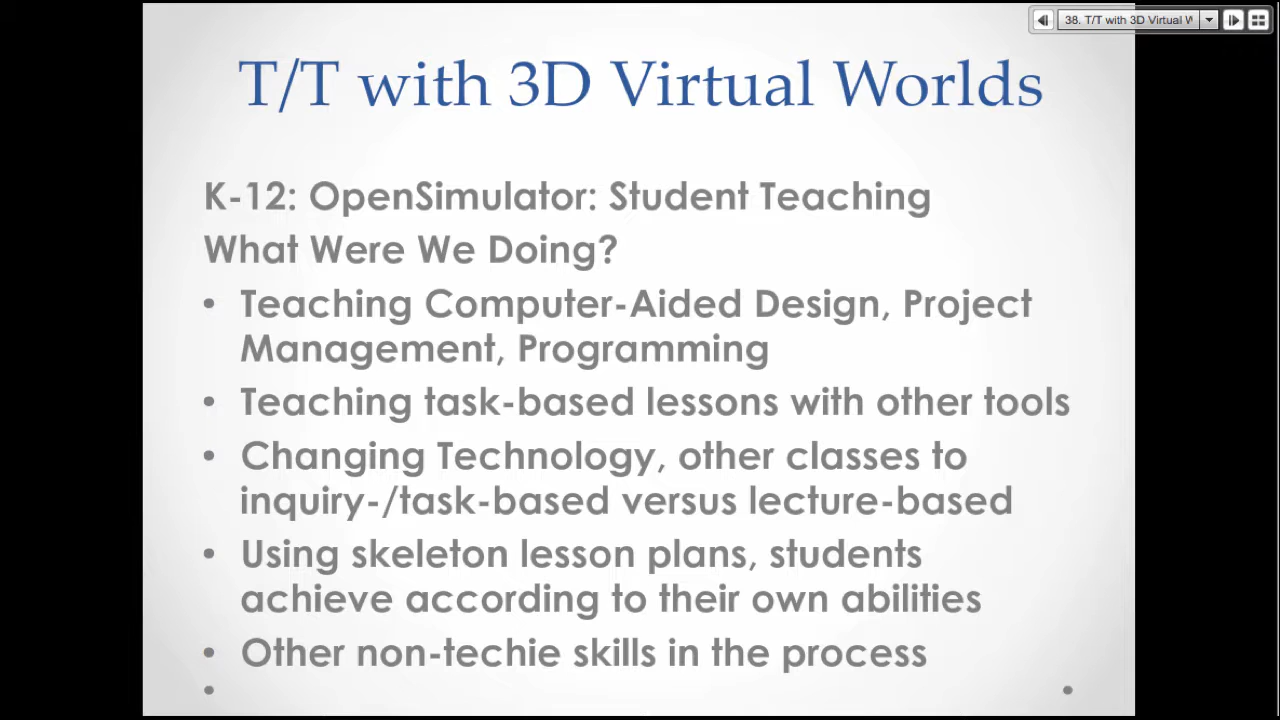 38. T/T with 3D Virtual W
T/T with 3D Virtual Worlds
K-12: OpenSimulator: Student Teaching
What Were We Doing?
• Teaching Computer-Aided Design, Project
Management, Programming
• Teaching task-based lessons with other tools
• Changing Technology, other classes to
inquiry-/task-based versus lecture-based
• Using skeleton lesson plans, students
achieve according to their own abilities
• Other non-techie skills in the process